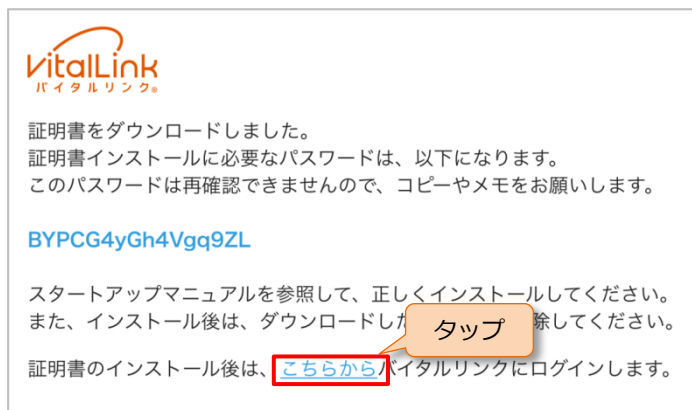 VitalLink
バイタルリンク®
証明書をダウンロードしました。
証明書インストールに必要なパスワードは、以下になります。
このパスワードは再確認できませんので、コピーやメモをお願いします。
BYPCG4yGh4Vgq9ZL
スタートアップマニュアルを参照して、正しくインストールしてください。
また、インストール後は、ダウンロードした 除してください。
タップ
証明書のインストール後は、こちらからバイタルリンクにログインします。